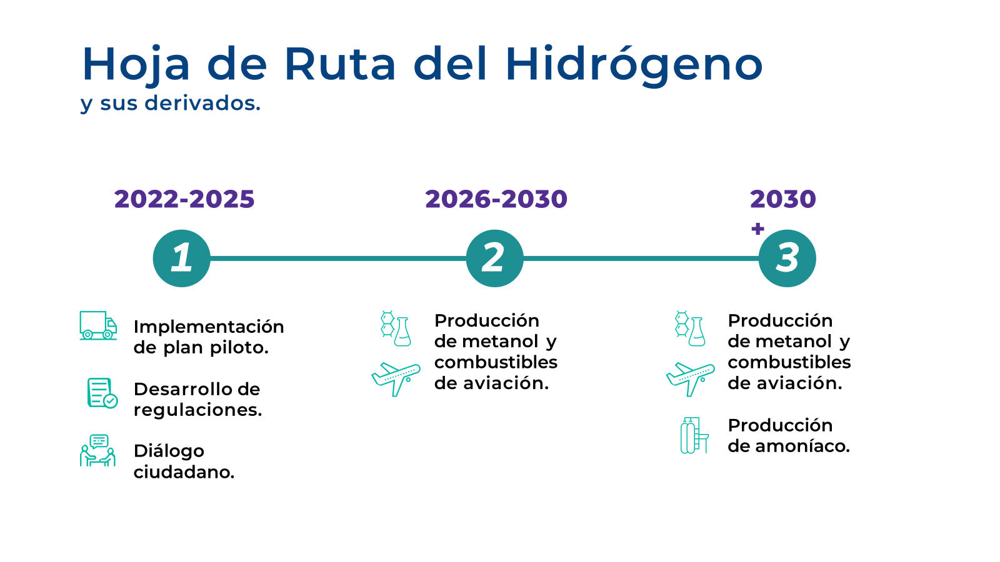 Hoja de Ruta del Hidrógeno
y sus derivados.
2022-2025
2026-2030
2030
+
1
2
3
Implementación
de plan piloto.
Desarrollo de
regulaciones.
Diálogo
ciudadano.
Producción
de metanol y
combustibles
de aviación.
Producción
de metanol y
combustibles
de aviación.
Producción
de amoníaco.